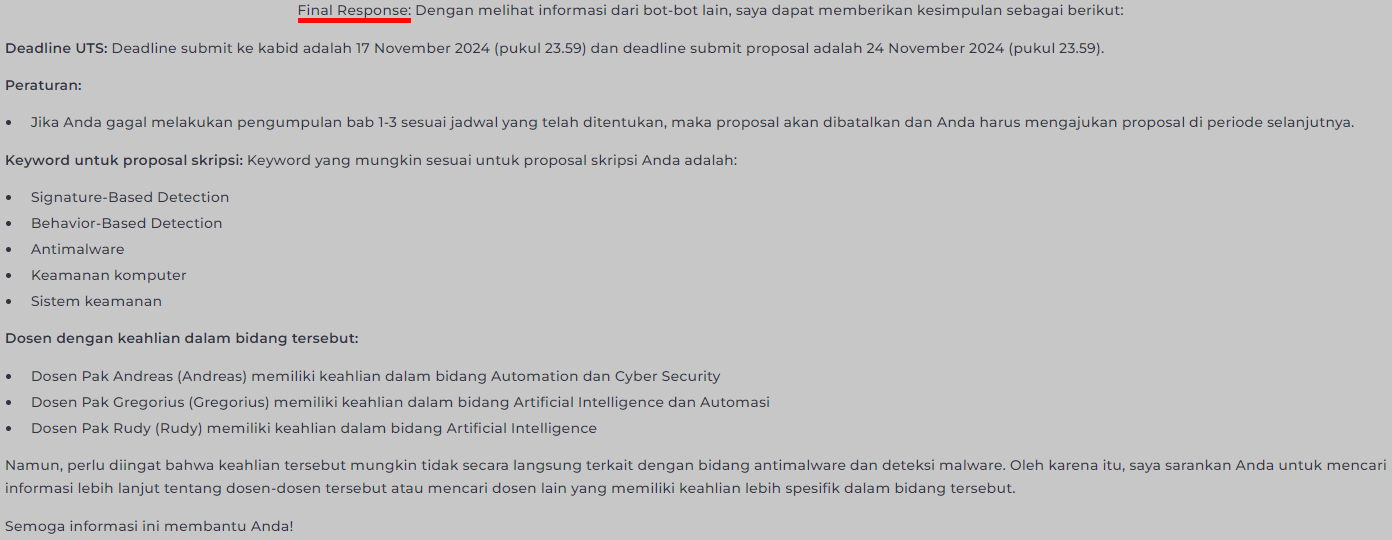 Final Response: Dengan melihat informasi dari bot-bot lain, saya dapat memberikan kesimpulan sebagai berikut:
Deadline UTS: Deadline submit ke kabid adalah 17 November 2024 (pukul 23.59) dan deadline submit proposal adalah 24 November 2024 (pukul 23.59).
Peraturan:
• Jika Anda gagal melakukan pengumpulan bab 1-3 sesuai jadwal yang telah ditentukan, maka proposal akan dibatalkan dan Anda harus mengajukan proposal di periode selanjutnya.
Keyword untuk proposal skripsi: Keyword yang mungkin sesuai untuk proposal skripsi Anda adalah:
• Signature-Based Detection
• Behavior-Based Detection
• Antimalware
• Keamanan komputer
• Sistem keamanan
Dosen dengan keahlian dalam bidang tersebut:
• Dosen Pak Andreas (Andreas) memiliki keahlian dalam bidang Automation dan Cyber Security
• Dosen Pak Gregorius (Gregorius) memiliki keahlian dalam bidang Artificial Intelligence dan Automasi
• Dosen Pak Rudy (Rudy) memiliki keahlian dalam bidang Artificial Intelligence
Namun, perlu diingat bahwa keahlian tersebut mungkin tidak secara langsung terkait dengan bidang antimalware dan deteksi malware. Oleh karena itu, saya sarankan Anda untuk mencari
informasi lebih lanjut tentang dosen-dosen tersebut atau mencari dosen lain yang memiliki keahlian lebih spesifik dalam bidang tersebut.
Semoga informasi ini membantu Anda!